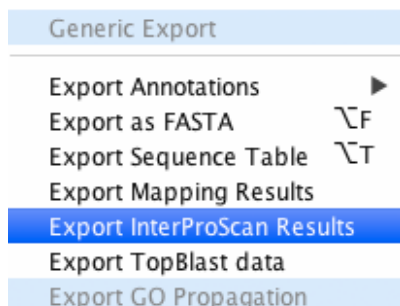 Generic Export
Export Annotations ▶
Export as FASTA ⌥F
Export Sequence Table ⌥T
Export Mapping Results
Export InterProScan Results
Export TopBlast data
Export GO Propagation